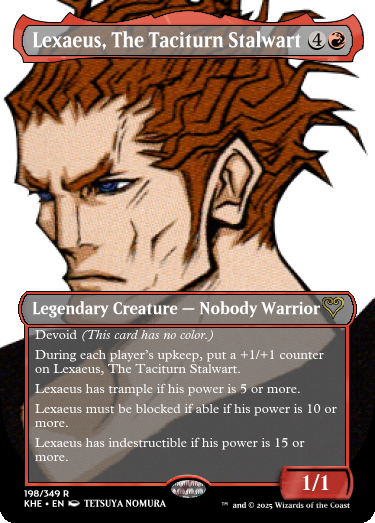 Lexaeus, The Taciturn Stalwart 4
Legendary Creature — Nobody Warrior
Devoid (This card has no color.)
During each player's upkeep, put a +1/+1 counter
on Lexaeus, The Taciturn Stalwart.
Lexaeus has trample if his power is 5 or more.
Lexaeus must be blocked if able if his power is 10 or
more.
Lexaeus has indestructible if his power is 15 or
more.
1/1
198/349 R
KHE • EN TETSUYA NOMURA
™ and © 2025 Wizards of the Coast